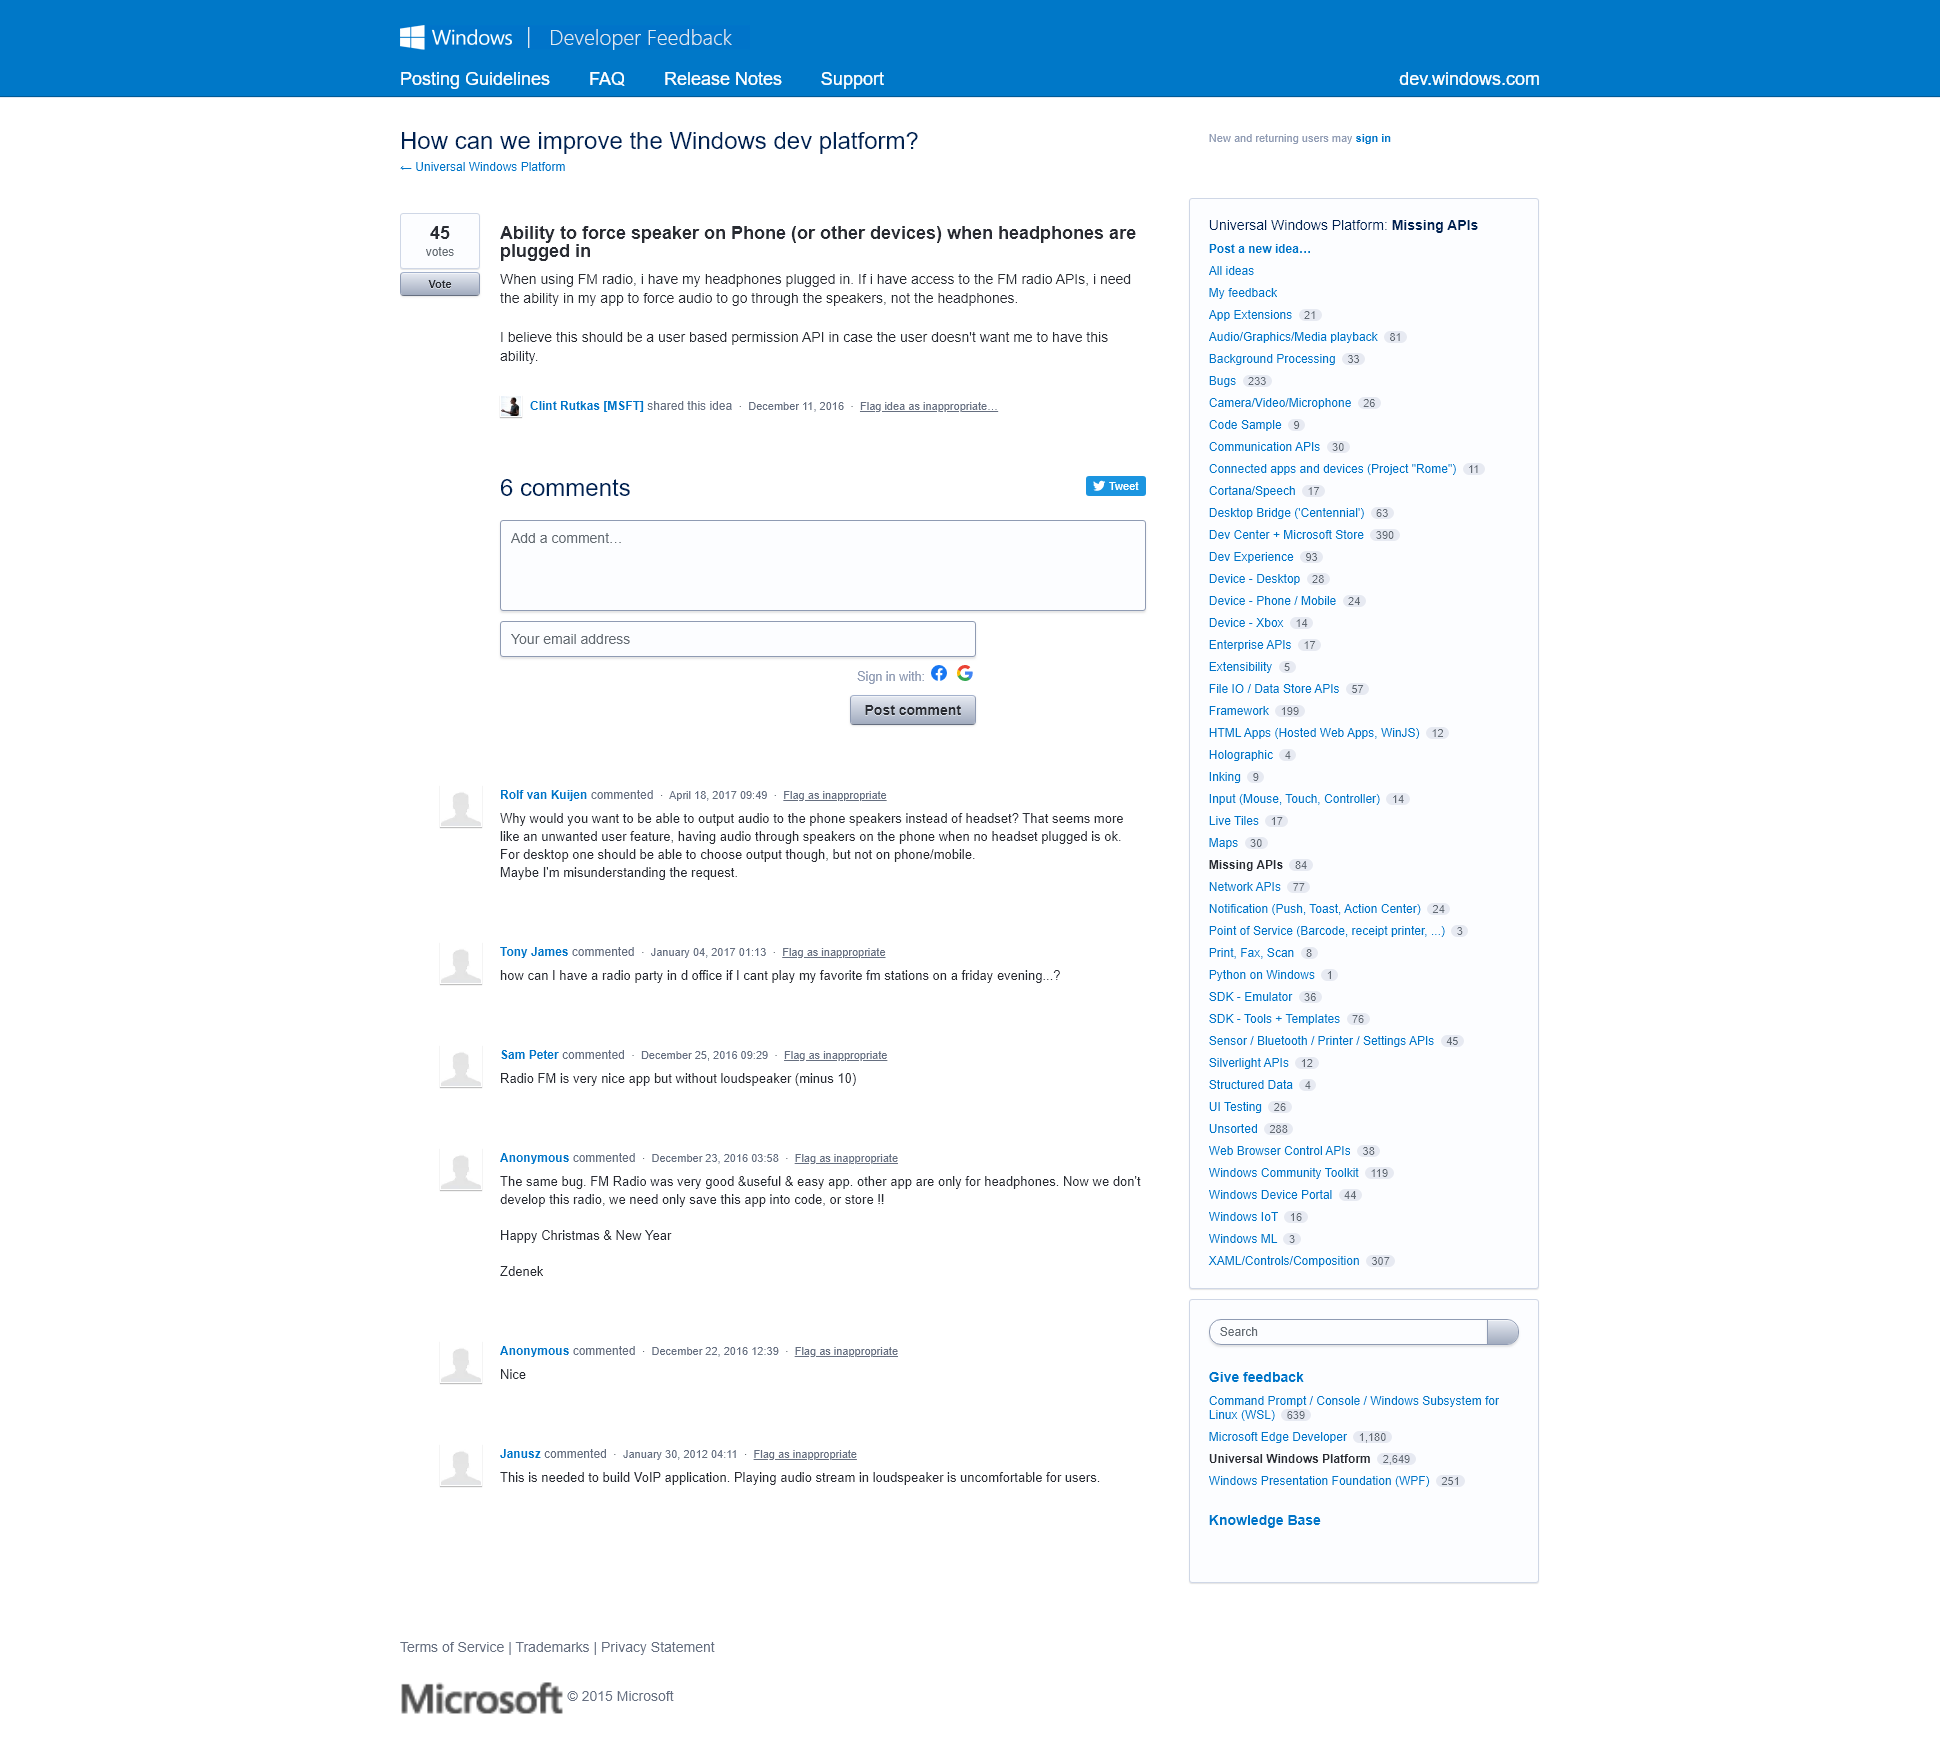 Windows | Developer Feedback
Posting Guidelines FAQ Release Notes Support dev.windows.com
How can we improve the Windows dev platform?
← Universal Windows Platform
New and returning users may sign in
45
votes
Vote
Ability to force speaker on Phone (or other devices) when headphones are
plugged in
When using FM radio, i have my headphones plugged in. If i have access to the FM radio APIs, i need
the ability in my app to force audio to go through the speakers, not the headphones.
I believe this should be a user based permission API in case the user doesn't want me to have this
ability.
Clint Rutkas [MSFT] shared this idea · December 11, 2016 · Flag idea as inappropriate…
6 comments
Tweet
Add a comment…
Your email address
Sign in with:
Post comment
Rolf van Kuijen commented · April 18, 2017 09:49 · Flag as inappropriate
Why would you want to be able to output audio to the phone speakers instead of headset? That seems more
like an unwanted user feature, having audio through speakers on the phone when no headset plugged is ok.
For desktop one should be able to choose output though, but not on phone/mobile.
Maybe I'm misunderstanding the request.
Tony James commented · January 04, 2017 01:13 · Flag as inappropriate
how can I have a radio party in d office if I cant play my favorite fm stations on a friday evening...?
Sam Peter commented · December 25, 2016 09:29 · Flag as inappropriate
Radio FM is very nice app but without loudspeaker (minus 10)
Anonymous commented · December 23, 2016 03:58 · Flag as inappropriate
The same bug. FM Radio was very good &useful & easy app. other app are only for headphones. Now we don't
develop this radio, we need only save this app into code, or store !!
Happy Christmas & New Year
Zdenek
Anonymous commented · December 22, 2016 12:39 · Flag as inappropriate
Nice
Janusz commented · January 30, 2012 04:11 · Flag as inappropriate
This is needed to build VoIP application. Playing audio stream in loudspeaker is uncomfortable for users.
Universal Windows Platform: Missing APIs
Post a new idea…
All ideas
My feedback
App Extensions 21
Audio/Graphics/Media playback 81
Background Processing 33
Bugs 233
Camera/Video/Microphone 26
Code Sample 9
Communication APIs 30
Connected apps and devices (Project "Rome") 11
Cortana/Speech 17
Desktop Bridge ('Centennial') 63
Dev Center + Microsoft Store 390
Dev Experience 93
Device - Desktop 28
Device - Phone / Mobile 24
Device - Xbox 14
Enterprise APIs 17
Extensibility 5
File IO / Data Store APIs 57
Framework 199
HTML Apps (Hosted Web Apps, WinJS) 12
Holographic 4
Inking 9
Input (Mouse, Touch, Controller) 14
Live Tiles 17
Maps 30
Missing APIs 84
Network APIs 77
Notification (Push, Toast, Action Center) 24
Point of Service (Barcode, receipt printer, ...) 3
Print, Fax, Scan 8
Python on Windows 1
SDK - Emulator 36
SDK - Tools + Templates 76
Sensor / Bluetooth / Printer / Settings APIs 45
Silverlight APIs 12
Structured Data 4
UI Testing 26
Unsorted 288
Web Browser Control APIs 38
Windows Community Toolkit 119
Windows Device Portal 44
Windows IoT 16
Windows ML 3
XAML/Controls/Composition 307
Search
Give feedback
Command Prompt / Console / Windows Subsystem for
Linux (WSL) 639
Microsoft Edge Developer 1,180
Universal Windows Platform 2,649
Windows Presentation Foundation (WPF) 251
Knowledge Base
Terms of Service | Trademarks | Privacy Statement
Microsoft © 2015 Microsoft